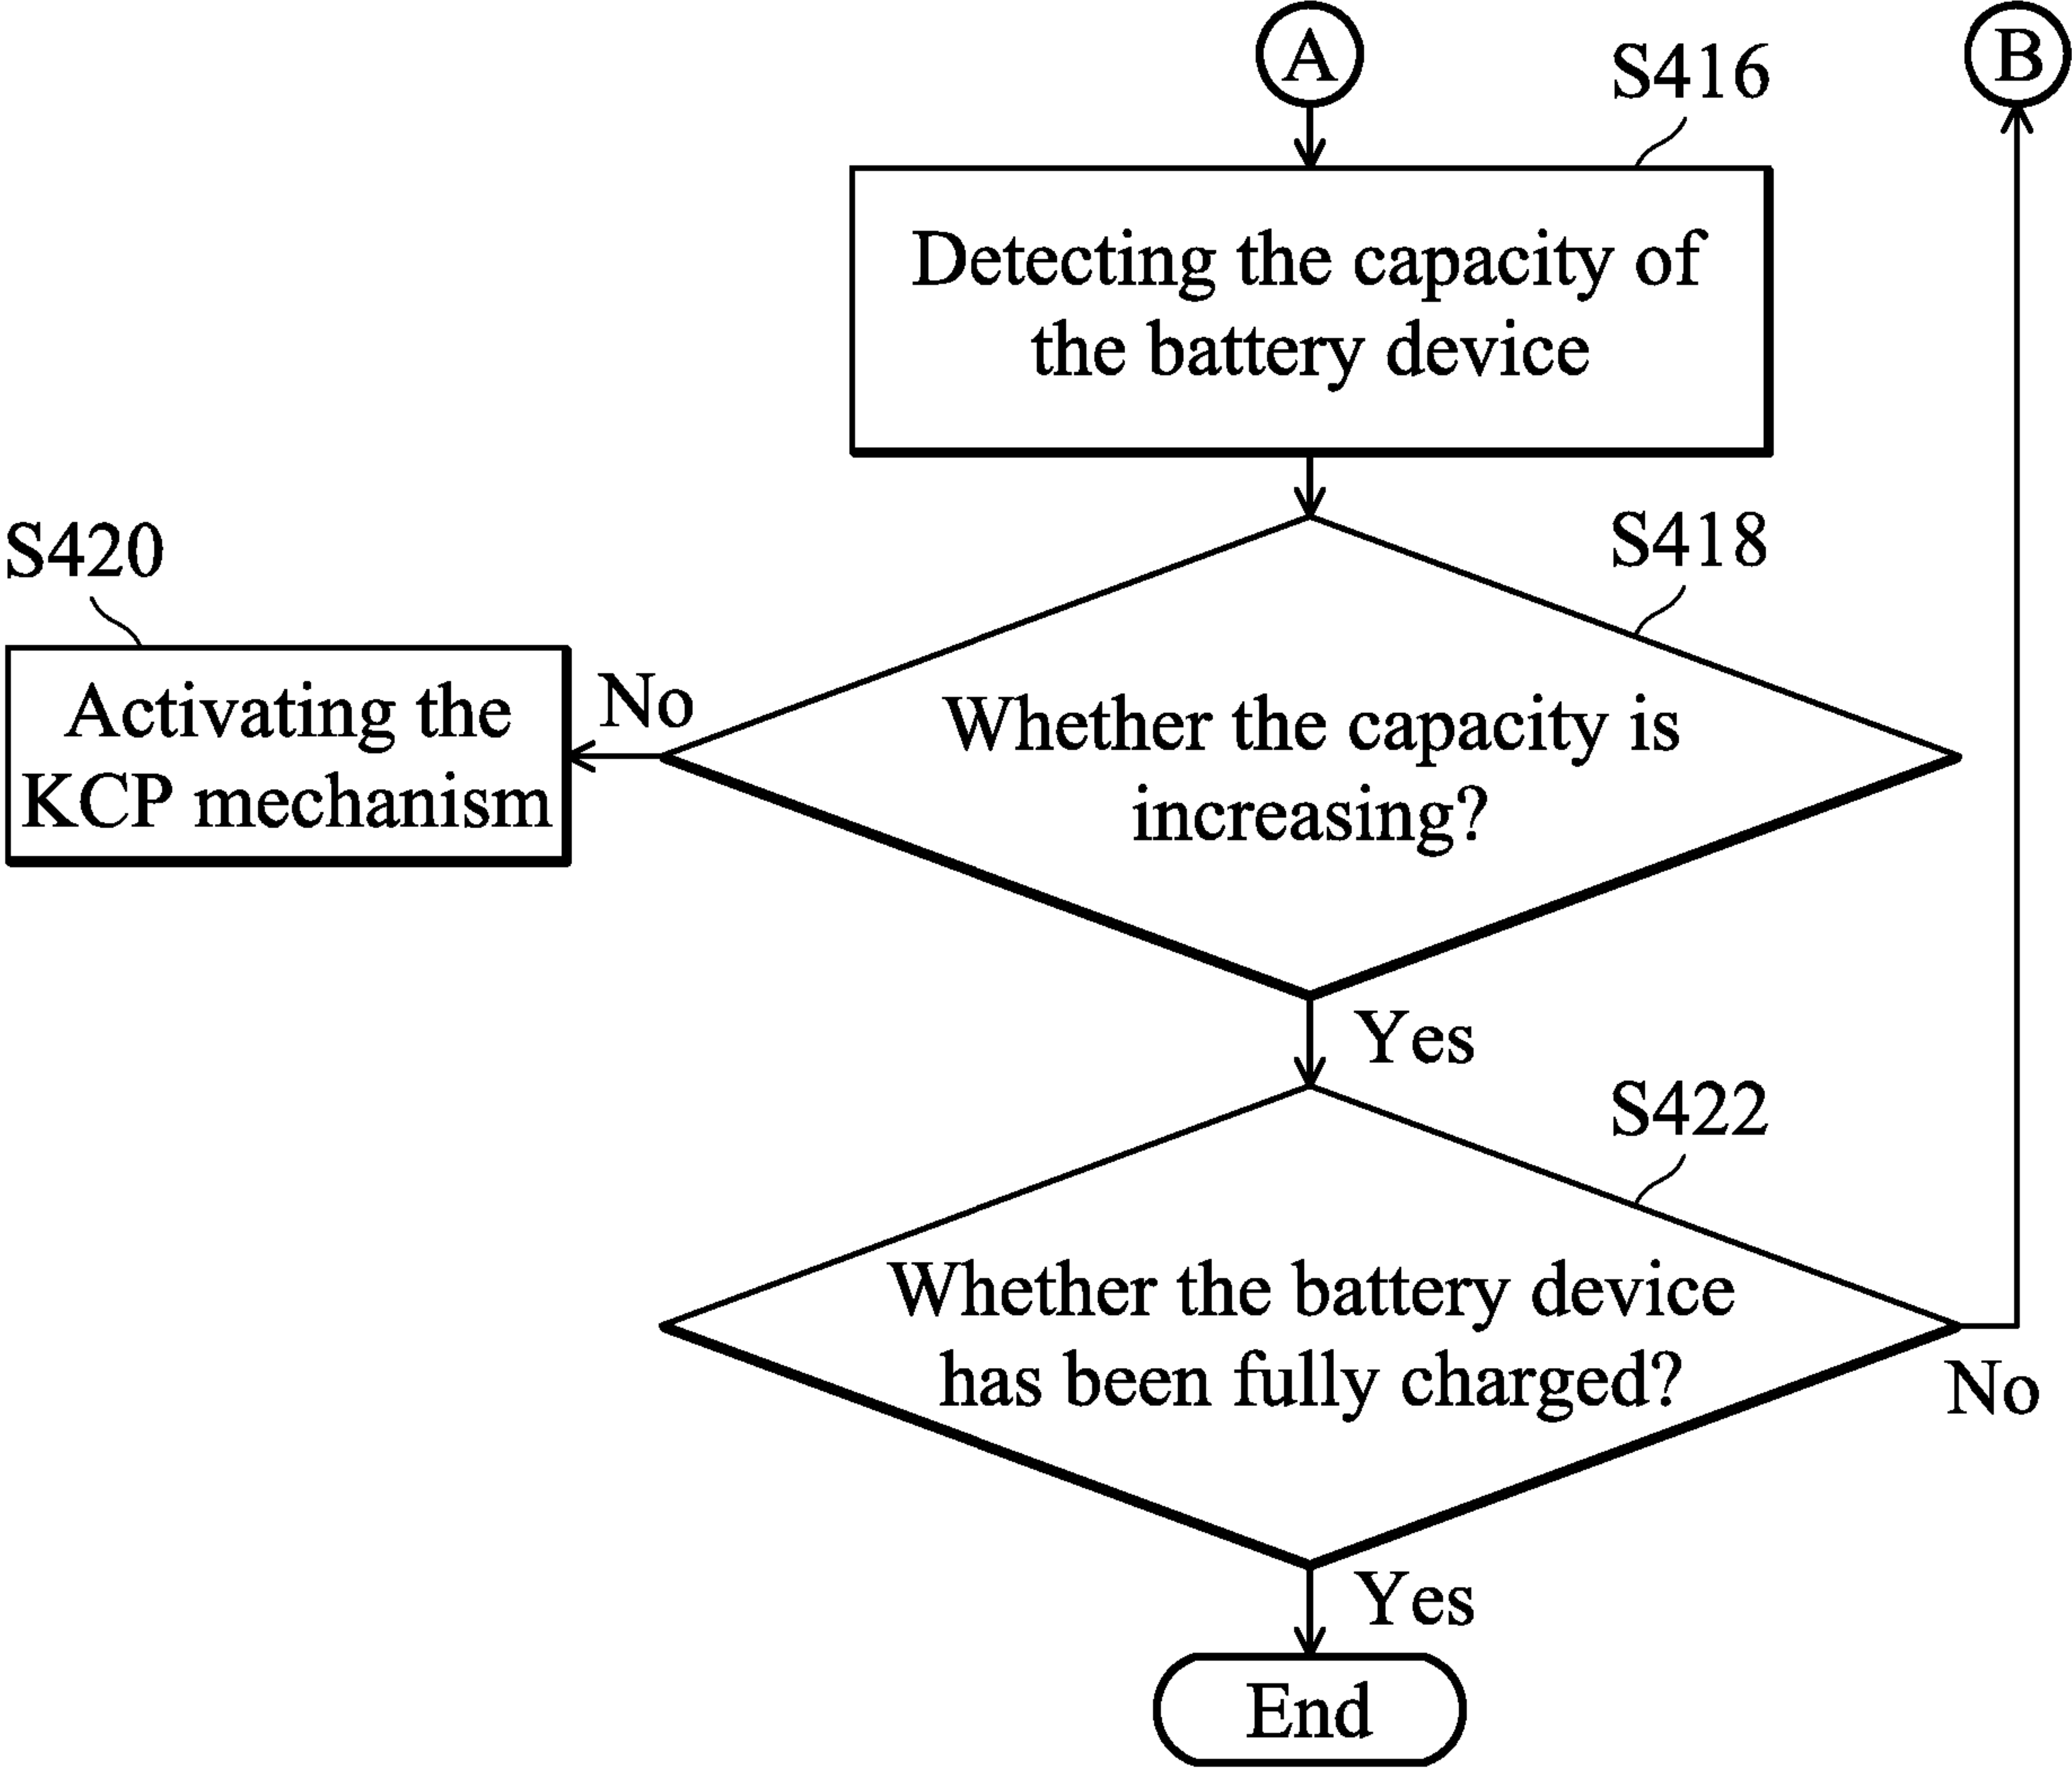 A
B
S416
Detecting the capacity of
the battery device
S418
Whether the capacity is
increasing?
No
S420
Activating the
KCP mechanism
Yes
S422
Whether the battery device
has been fully charged?
No
Yes
End